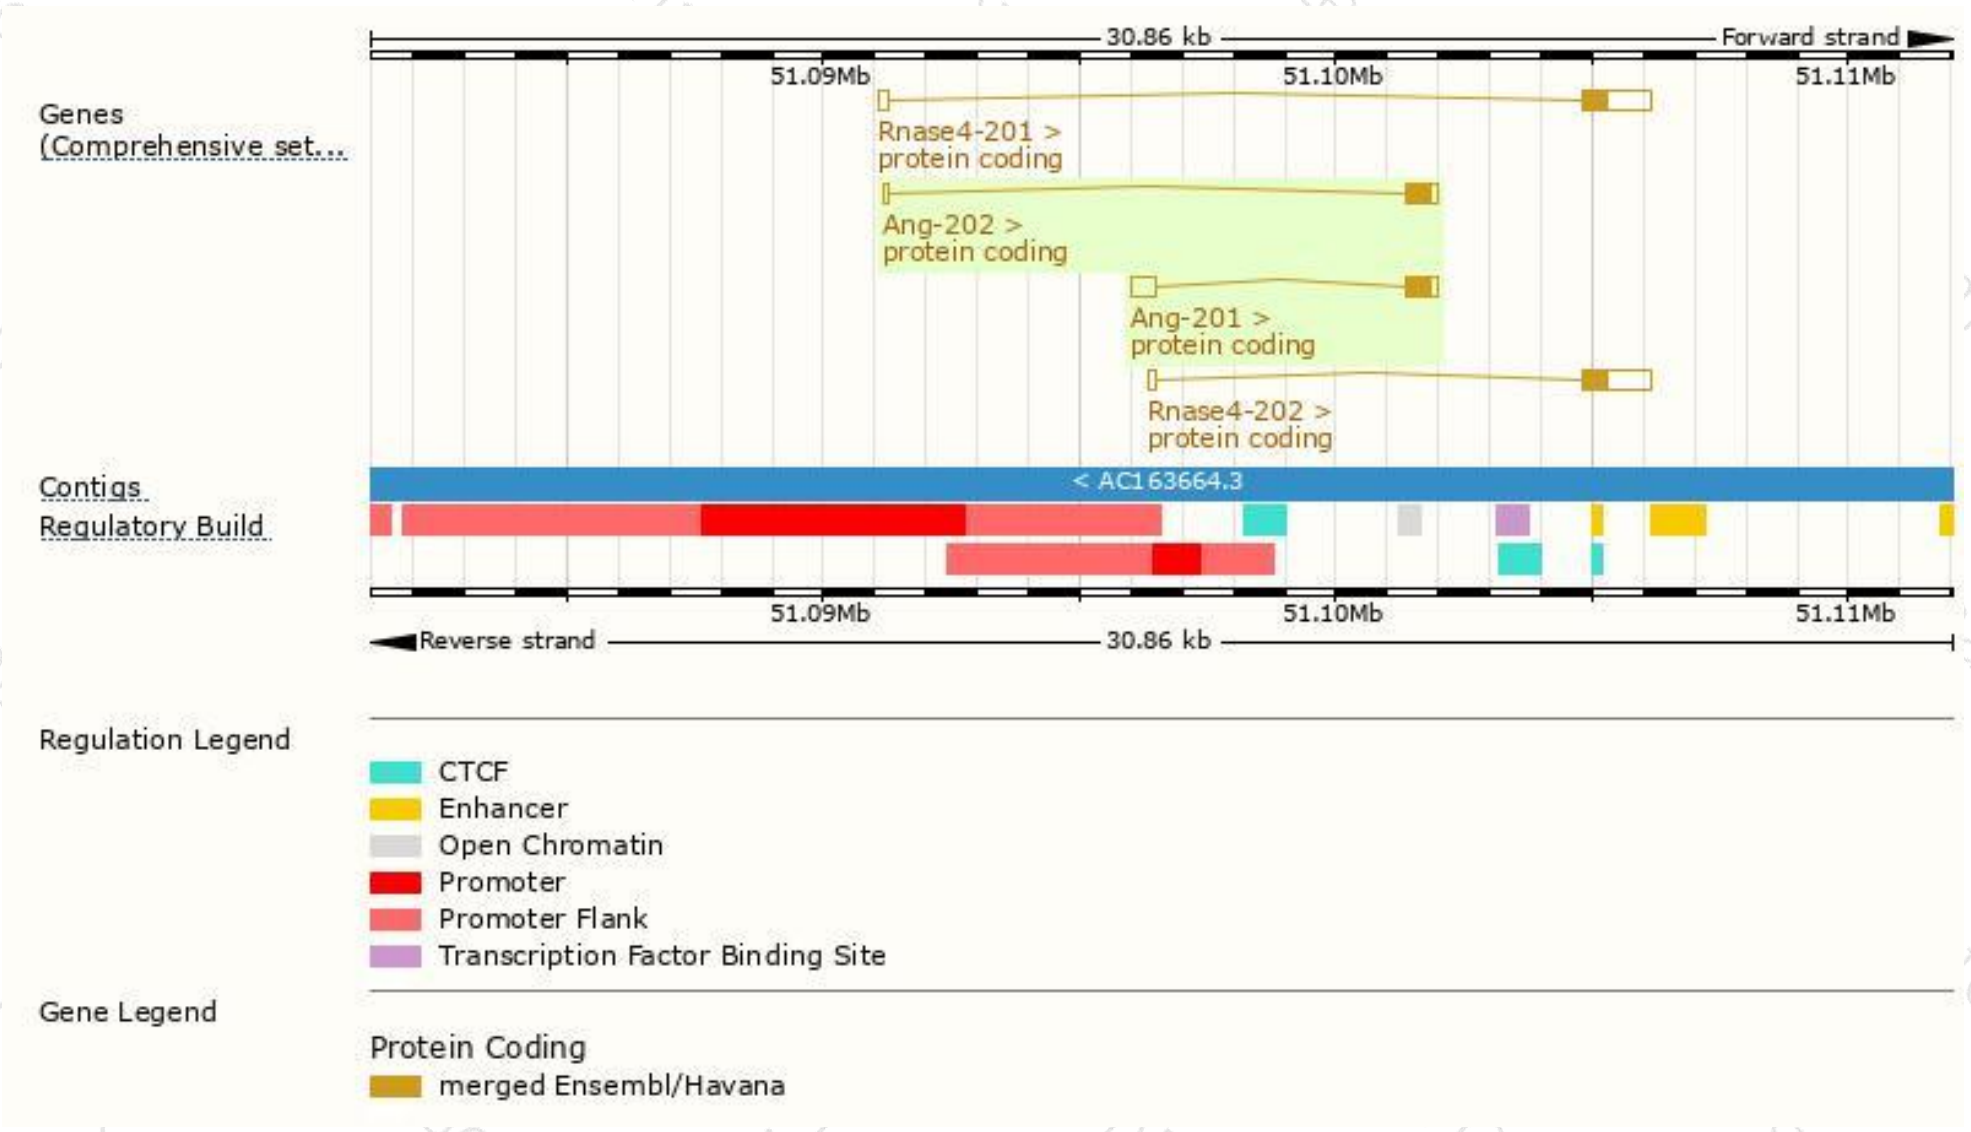 30.86 kb Forward strand
51.09Mb 51.10Mb 51.11Mb
Genes
(Comprehensive set...
Rnase4-201 >
protein coding
Ang-202 >
protein coding
Ang-201 >
protein coding
Rnase4-202 >
protein coding
Contigs
< AC163664.3
Regulatory Build
51.09Mb 51.10Mb 51.11Mb
Reverse strand 30.86 kb
Regulation Legend
CTCF
Enhancer
Open Chromatin
Promoter
Promoter Flank
Transcription Factor Binding Site
Gene Legend
Protein Coding
merged Ensembl/Havana